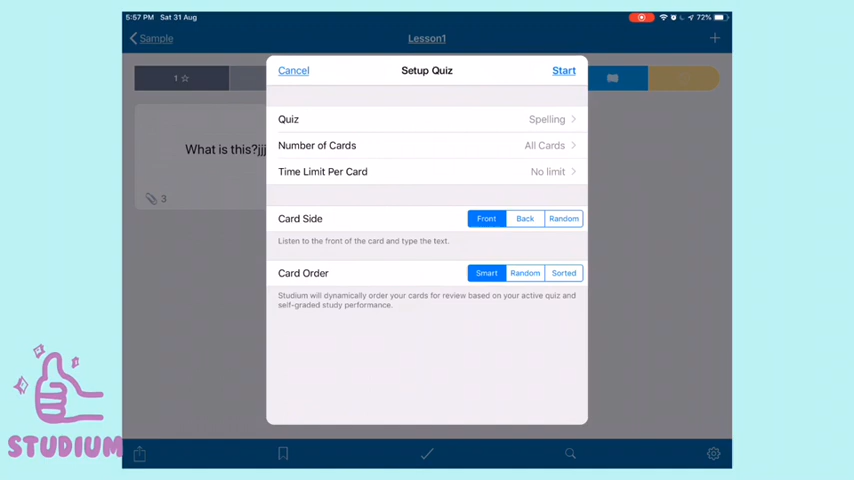 5:57 PM Sat 31 Aug
72%
Sample
Lesson1
1
Cancel
Setup Quiz
Start
Quiz
Spelling
Number of Cards
All Cards
Time Limit Per Card
No limit
What is this?jjj
3
Card Side
Front
Back
Random
Listen to the front of the card and type the text.
Card Order
Smart
Random
Sorted
Studium will dynamically order your cards for review based on your active quiz and
self-graded study performance.
STUDIUM